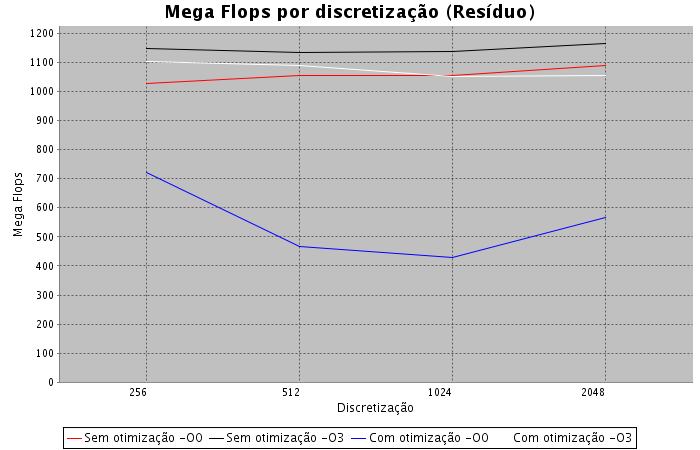 Mega Flops por discretização (Resíduo)
1200
1100
1000
900
800
700
600
500
400
300
200
100
0
Mega Flops
256 512 1024 2048
Discretização
Sem otimização -O0 Sem otimização -O3 Com otimização -O0 Com otimização -O3